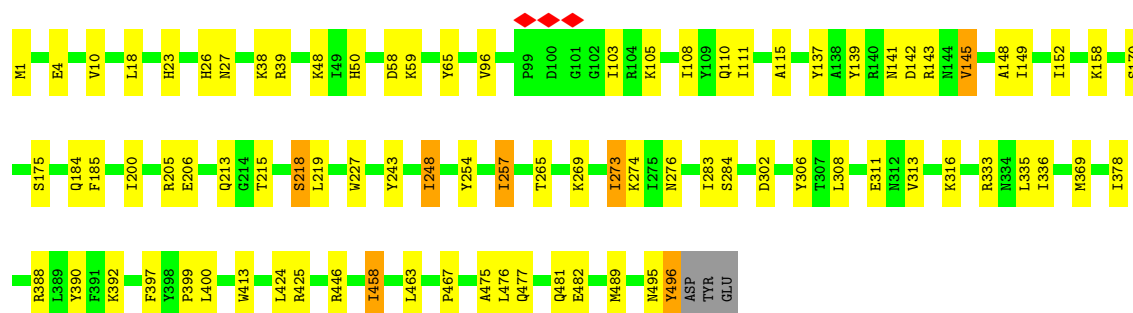 M1 E4 V10 L18 H23 H26 N27 K38 R39 K48 I49 H50 D58 K59 Y65 V96 P99 D100 G101 G102 I103 R104 K105 I108 Y109 Q110 I111 A115 Y137 A138 Y139 R140 N141 D142 R143 N144 V145 A148 I149 I152 K158
S175 Q184 F185 I200 R205 E206 Q213 G214 T215 S218 L219 W227 Y243 I248 Y254 I257 T265 K269 I273 K274 I275 N276 I283 S284 D302 Y306 T307 L308 E311 N312 V313 K316 R333 N334 L335 I336 M369 I378
R388 L389 Y390 F391 K392 F397 Y398 P399 L400 W413 L424 R425 R446 I458 L463 P467 A475 L476 Q477 Q481 E482 M489 N495 Y496 ASP TYR GLU